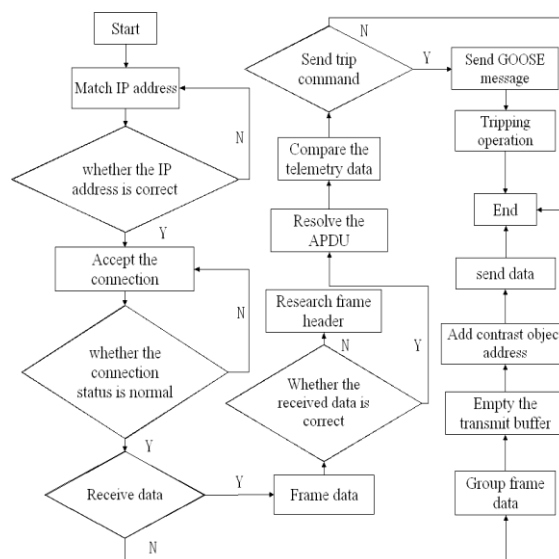 Start
Match IP address
N
whether the IP
address is correct
Y
Accept the
connection
N
whether the
connection
status is normal
Y
Receive data
Y
N
Frame data
Whether the
received data is
correct
N
Y
Research frame
header
Resolve the
APDU
Compare the
telemetry data
Send trip
command
N
Y
Send GOOSE
message
Tripping
operation
End
send data
Add contrast object
address
Empty the
transmit buffer
Group frame
data